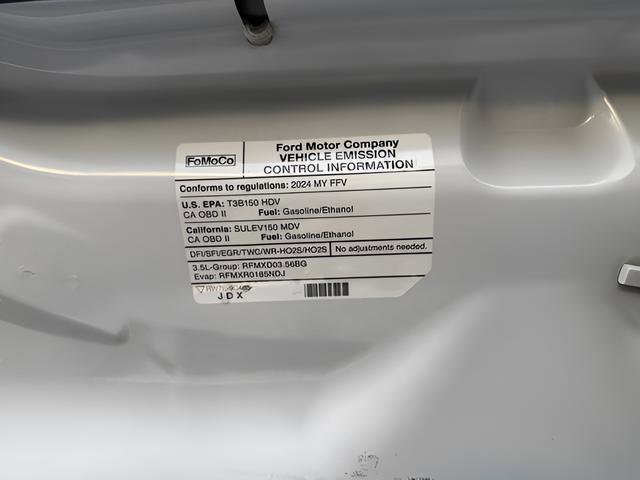 FoMoCo
Ford Motor Company
VEHICLE EMISSION
CONTROL INFORMATION
Conforms to regulations: 2024 MY FFV
U.S. EPA: T3B150 HDV
CA OBD II Fuel: Gasoline/Ethanol
California: SULEV150 MDV
CA OBD II Fuel: Gasoline/Ethanol
DFI/SFI/EGR/TWC/WR-HO2S/HO2S No adjustments needed.
3.5L-Group: RFMXD03.56BG
Evap: RFMXR0185NDJ
JDX